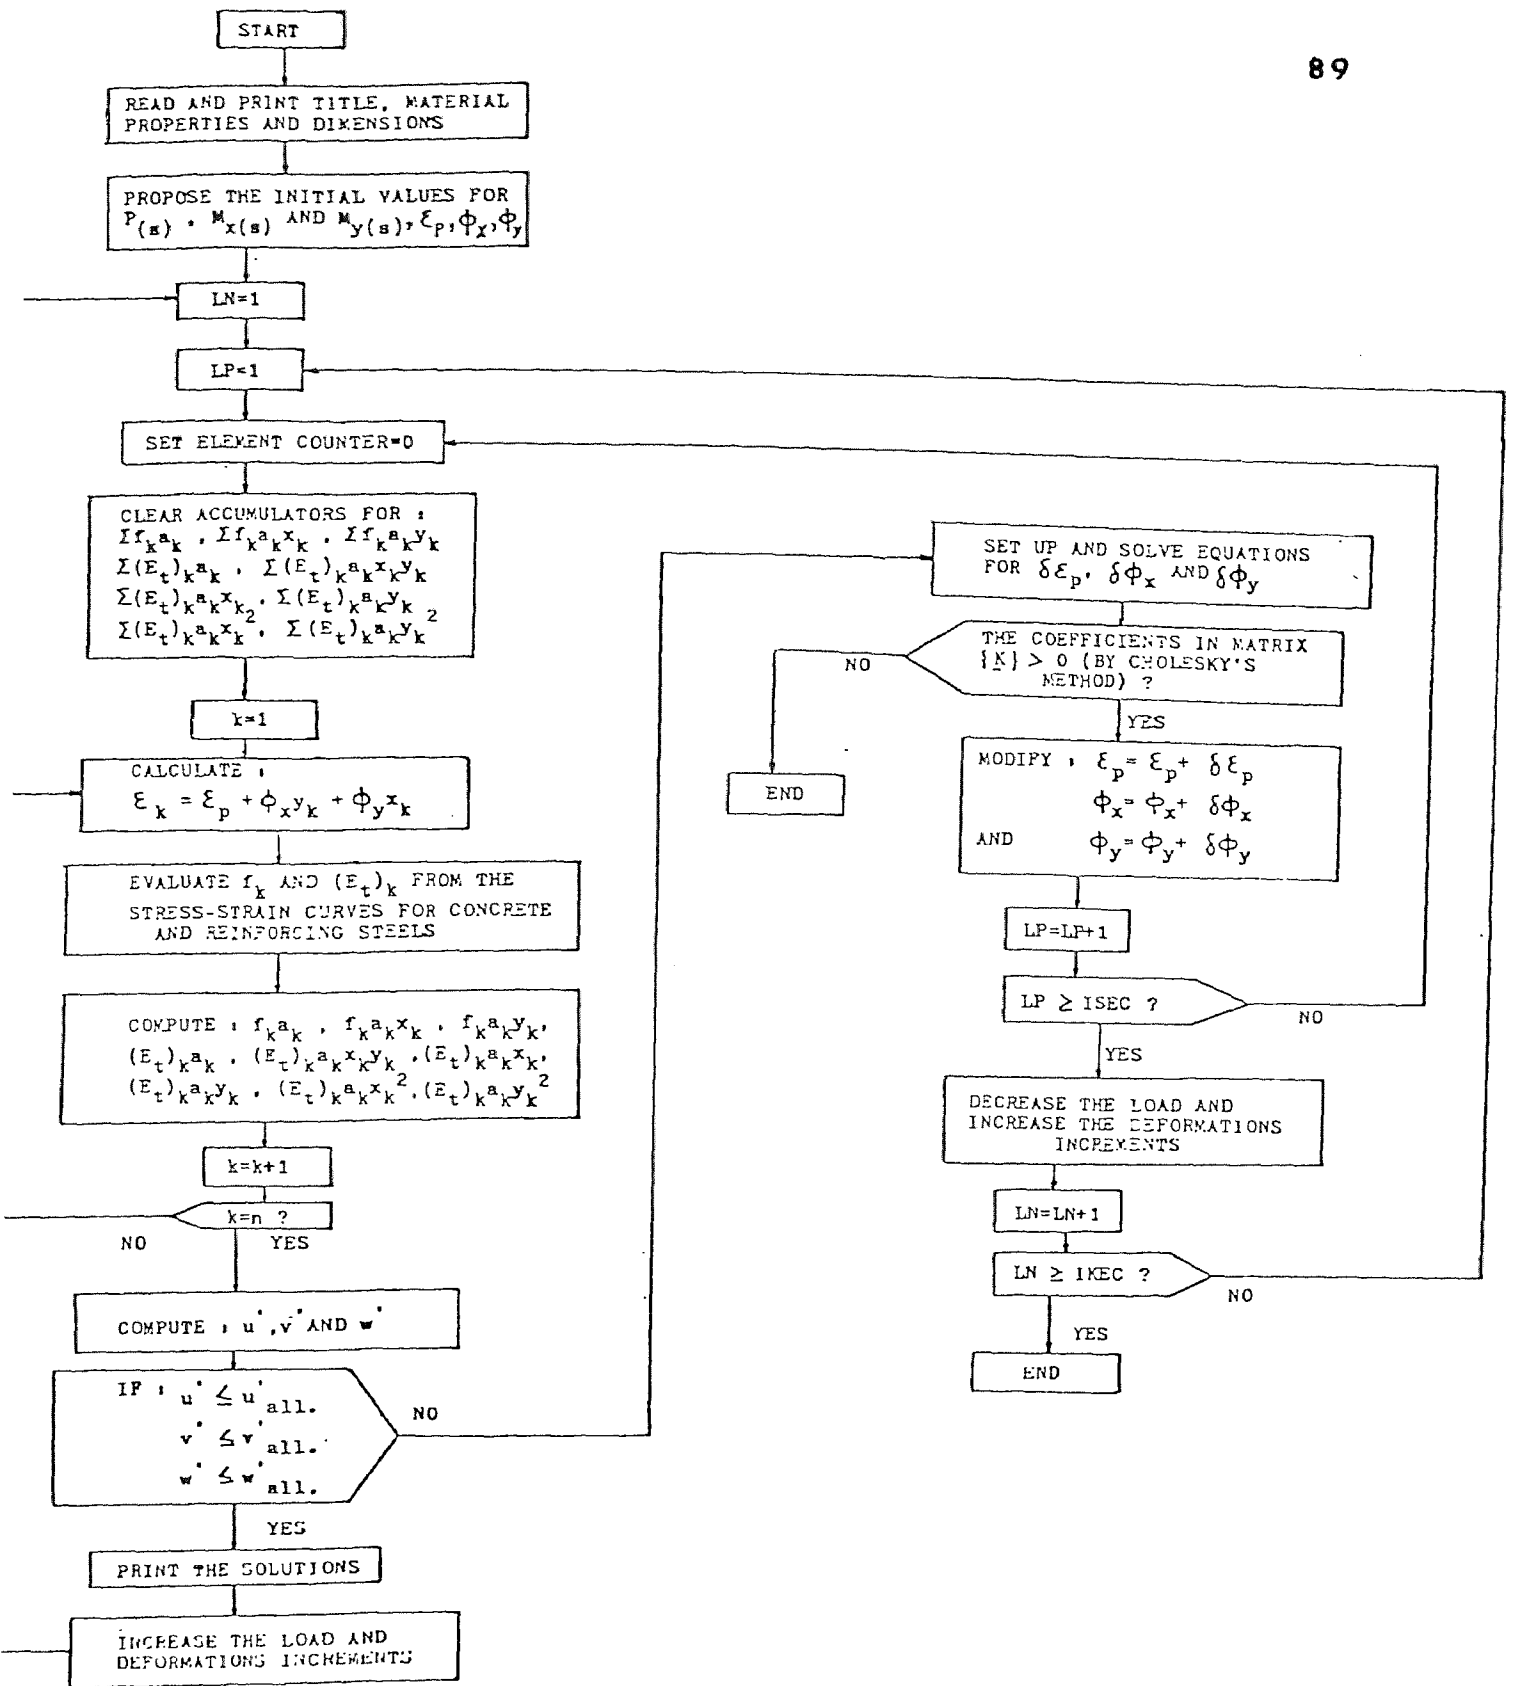 89
START
READ AND PRINT TITLE, MATERIAL
PROPERTIES AND DIMENSIONS
PROPOSE THE INITIAL VALUES FOR
P(s) , Mx(s) AND My(s), εp, ϕx, ϕy
LN=1
LP=1
SET ELEMENT COUNTER=0
CLEAR ACCUMULATORS FOR :
Σfkak , Σfkakxk , Σfkakyk
Σ(Et)kak , Σ(Et)kakxkyk
Σ(Et)kakxk , Σ(Et)kakyk
Σ(Et)kakxk², Σ(Et)kakyk²
k=1
CALCULATE :
εk = εp + ϕxyk + ϕyxk
EVALUATE fk AND (Et)k FROM THE
STRESS-STRAIN CURVES FOR CONCRETE
AND REINFORCING STEELS
COMPUTE : fkak , fkakxk , fkakyk,
(Et)kak , (Et)kakxkyk ,(Et)kakxk,
(Et)kakyk , (Et)kakxk² ,(Et)kakyk²
k=k+1
k=n ?
NO
YES
COMPUTE : u' ,v' AND w'
IF : u' ≤ u'all.
v' ≤ v'all.
w' ≤ w'all.
NO
YES
PRINT THE SOLUTIONS
INCREASE THE LOAD AND
DEFORMATIONS INCREMENTS
SET UP AND SOLVE EQUATIONS
FOR δεp, δϕx AND δϕy
THE COEFFICIENTS IN MATRIX
{K} > 0 (BY CHOLESKY'S
METHOD) ?
NO
END
YES
MODIFY : εp= εp+ δεp
ϕx= ϕx+ δϕx
AND ϕy= ϕy+ δϕy
LP=LP+1
LP ≥ ISEC ?
NO
YES
DECREASE THE LOAD AND
INCREASE THE DEFORMATIONS
INCREMENTS
LN=LN+1
LN ≥ IKEC ?
NO
YES
END